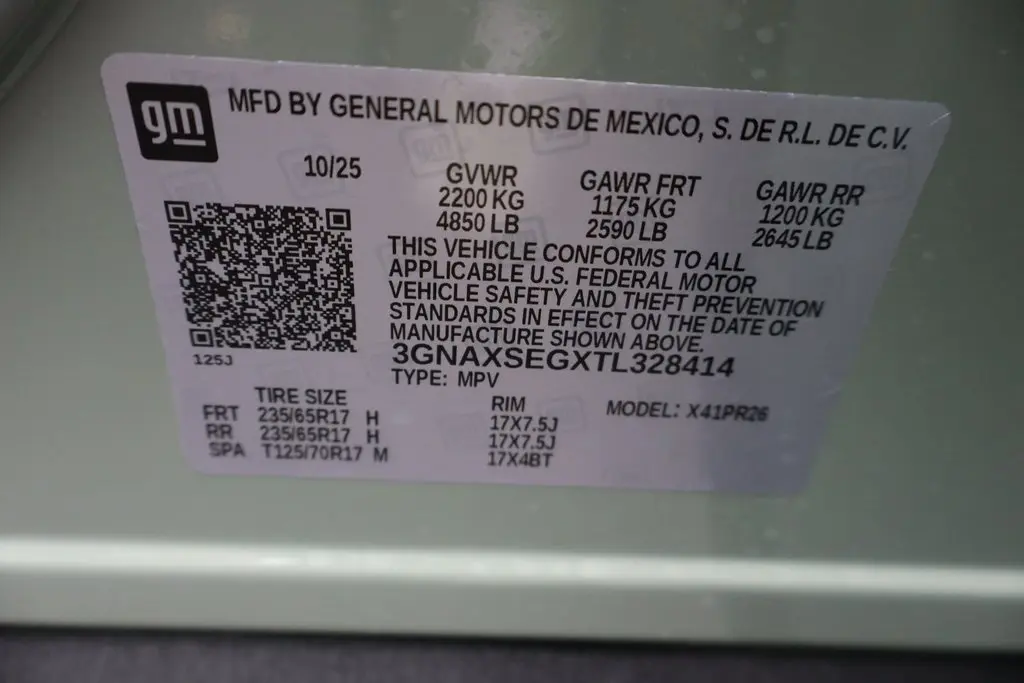 gm
MFD BY GENERAL MOTORS DE MEXICO, S. DE R.L. DE C.V.
10/25
GVWR GAWR FRT GAWR RR
2200 KG 1175 KG 1200 KG
4850 LB 2590 LB 2645 LB
THIS VEHICLE CONFORMS TO ALL
APPLICABLE U.S. FEDERAL MOTOR
VEHICLE SAFETY AND THEFT PREVENTION
STANDARDS IN EFFECT ON THE DATE OF
MANUFACTURE SHOWN ABOVE.
3GNAXSEGXTL328414
125J
TYPE: MPV
TIRE SIZE RIM MODEL: X41PR26
FRT 235/65R17 H 17X7.5J
RR 235/65R17 H 17X7.5J
SPA T125/70R17 M 17X4BT